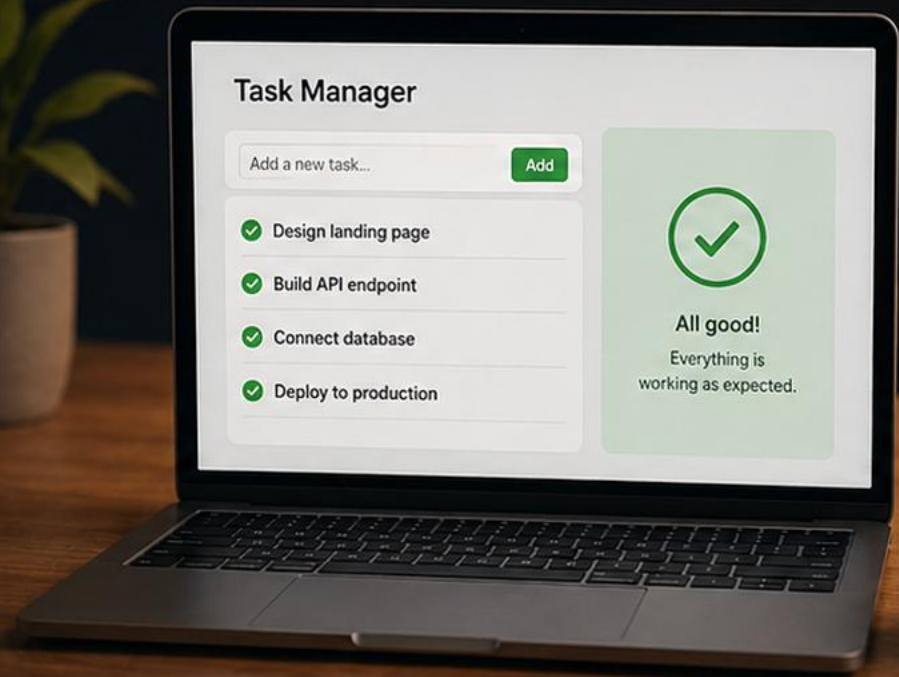 Task Manager
Add a new task...
Add
Design landing page
Build API endpoint
Connect database
Deploy to production
All good!
Everything is
working as expected.